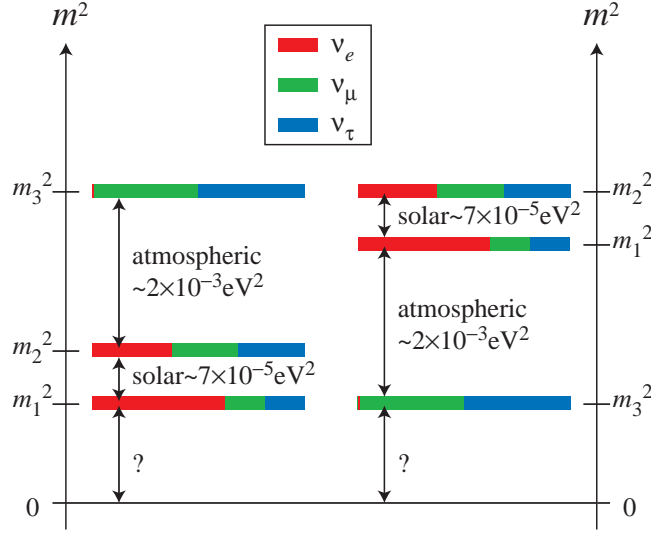 m²
m²
ν_e
ν_μ
ν_τ
m₃²
m₂²
solar~7×10⁻⁵eV²
m₁²
atmospheric
~2×10⁻³eV²
atmospheric
~2×10⁻³eV²
m₂²
solar~7×10⁻⁵eV²
m₁²
m₃²
?
?
0
0